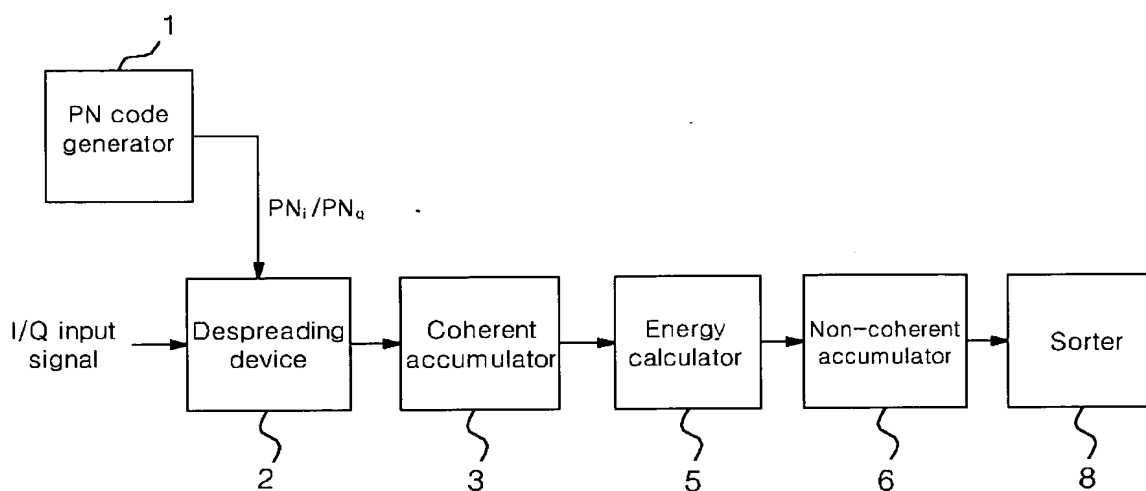 1
PN code
generator
PNi/PNq
I/Q input
signal
Despreading
device
Coherent
accumulator
Energy
calculator
Non-coherent
accumulator
Sorter
2
3
5
6
8